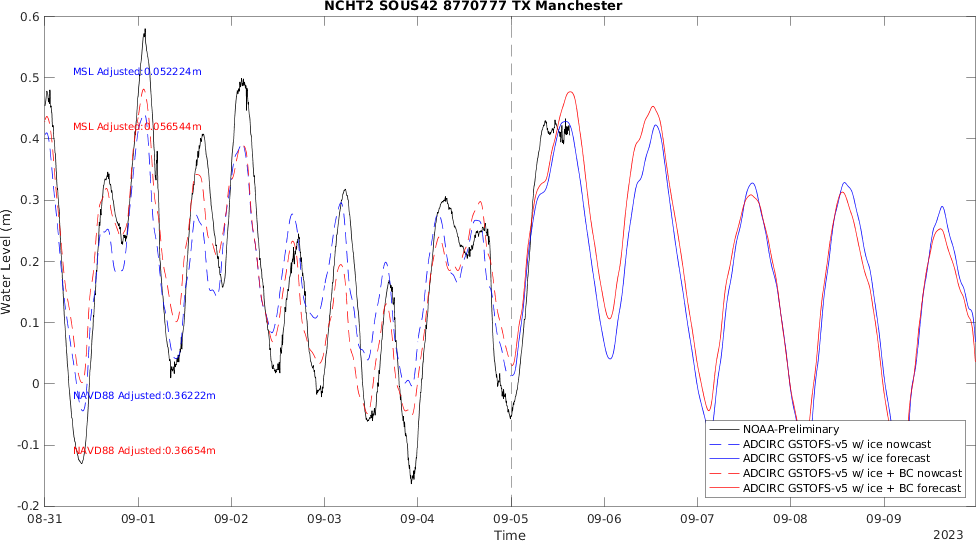 NCHT2 SOUS42 8770777 TX Manchester
0.6
0.5
0.4
0.3
0.2
0.1
0
-0.1
-0.2
Water Level (m)
MSL Adjusted:0.052224m
MSL Adjusted:0.056544m
NAVD88 Adjusted:0.36222m
NAVD88 Adjusted:0.36654m
NOAA-Preliminary
ADCIRC GSTOFS-v5 w/ ice nowcast
ADCIRC GSTOFS-v5 w/ ice forecast
ADCIRC GSTOFS-v5 w/ ice + BC nowcast
ADCIRC GSTOFS-v5 w/ ice + BC forecast
08-31 09-01 09-02 09-03 09-04 09-05 09-06 09-07 09-08 09-09
Time
2023